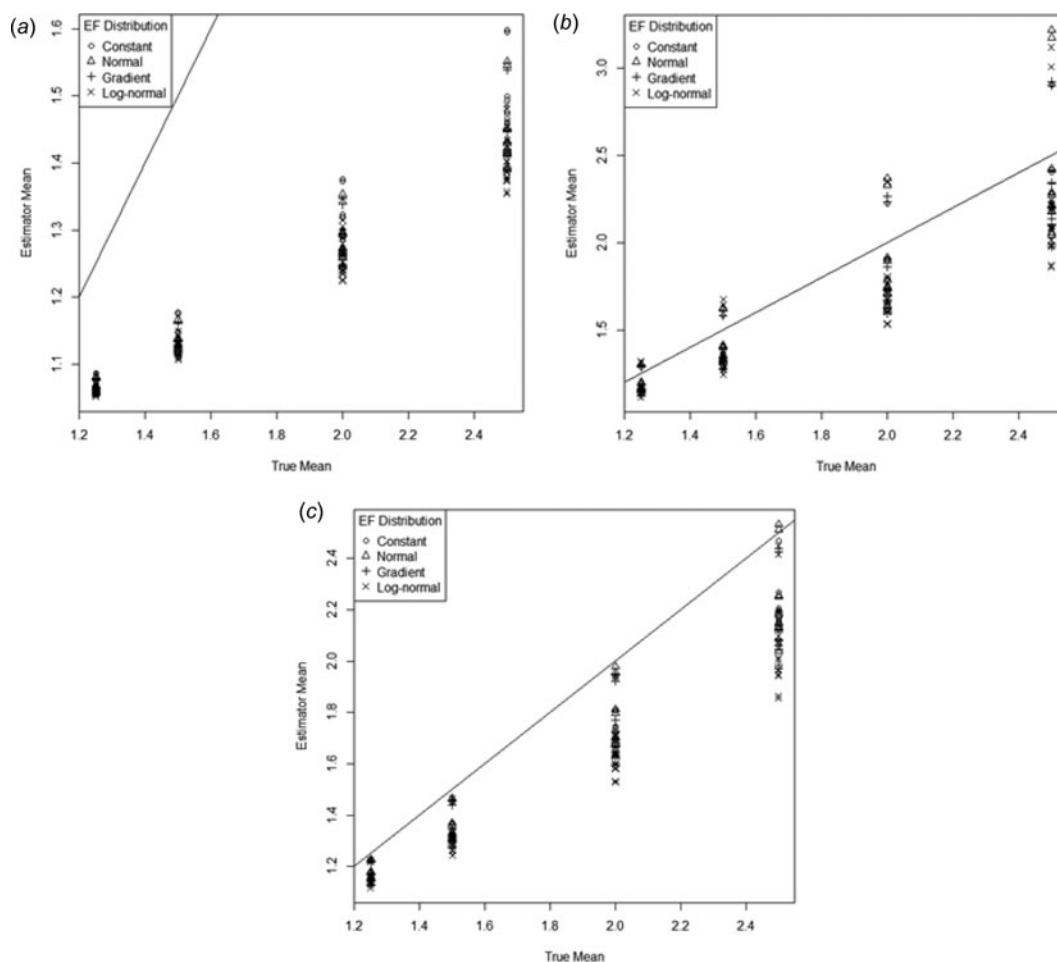 (a)
EF Distribution
Constant
Normal
Gradient
Log-normal
Estimator Mean
1.6
1.5
1.4
1.3
1.2
1.1
1.2 1.4 1.6 1.8 2.0 2.2 2.4
True Mean
(b)
EF Distribution
Constant
Normal
Gradient
Log-normal
Estimator Mean
3.0
2.5
2.0
1.5
1.2 1.4 1.6 1.8 2.0 2.2 2.4
True Mean
(c)
EF Distribution
Constant
Normal
Gradient
Log-normal
Estimator Mean
2.4
2.2
2.0
1.8
1.6
1.4
1.2
1.2 1.4 1.6 1.8 2.0 2.2 2.4
True Mean